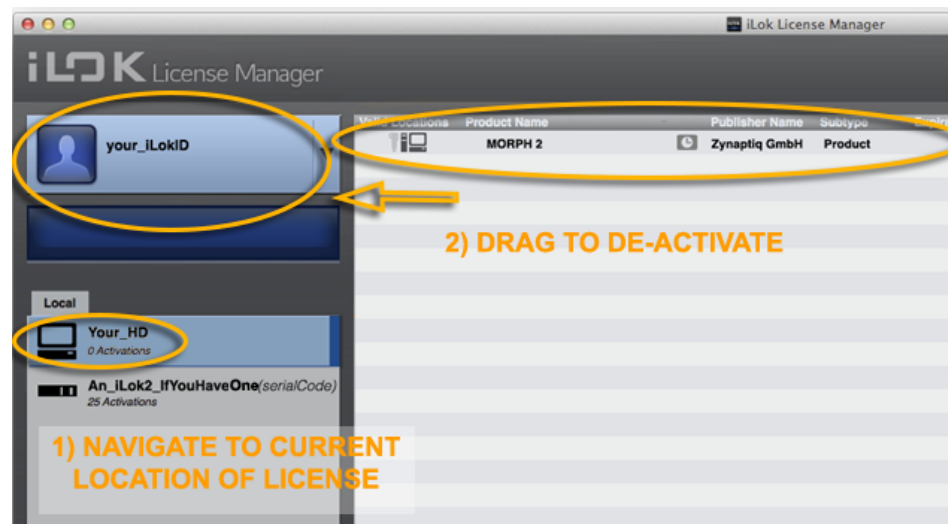 iLok License Manager
iLOK License Manager
your_iLokID
Valid Locations Product Name Publisher Name Subtype
MORPH 2 Zynaptiq GmbH Product
2) DRAG TO DE-ACTIVATE
Local
Your_HD
0 Activations
An_iLok2_IfYouHaveOne(serialCode)
25 Activations
1) NAVIGATE TO CURRENT
LOCATION OF LICENSE